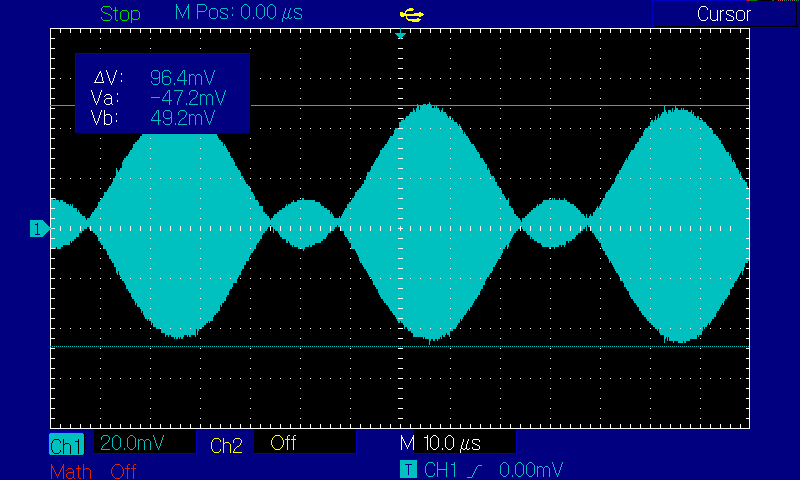 Stop M Pos: 0.00 μs Cursor
ΔV: 96.4mV
Va: -47.2mV
Vb: 49.2mV
1
Ch1 20.0mV Ch2 Off M 10.0 μs
Math Off T CH1 0.00mV